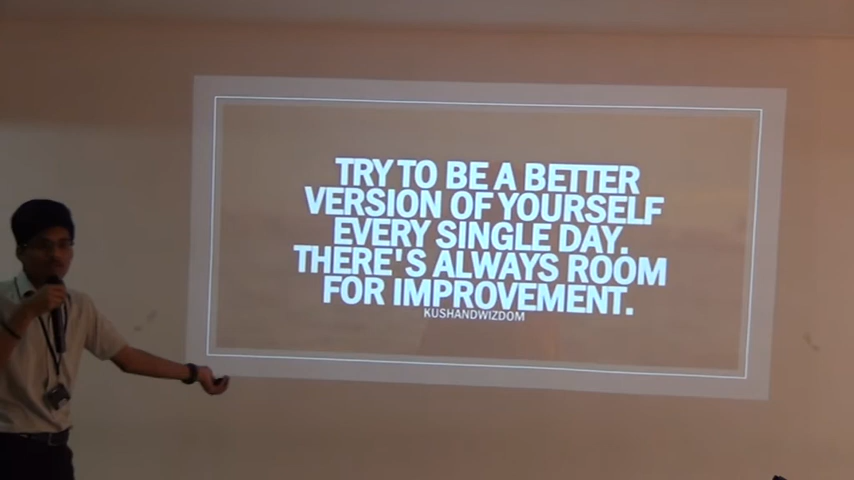 TRY TO BE A BETTER
VERSION OF YOURSELF
EVERY SINGLE DAY.
THERE'S ALWAYS ROOM
FOR IMPROVEMENT.
KUSHANDWIZDOM